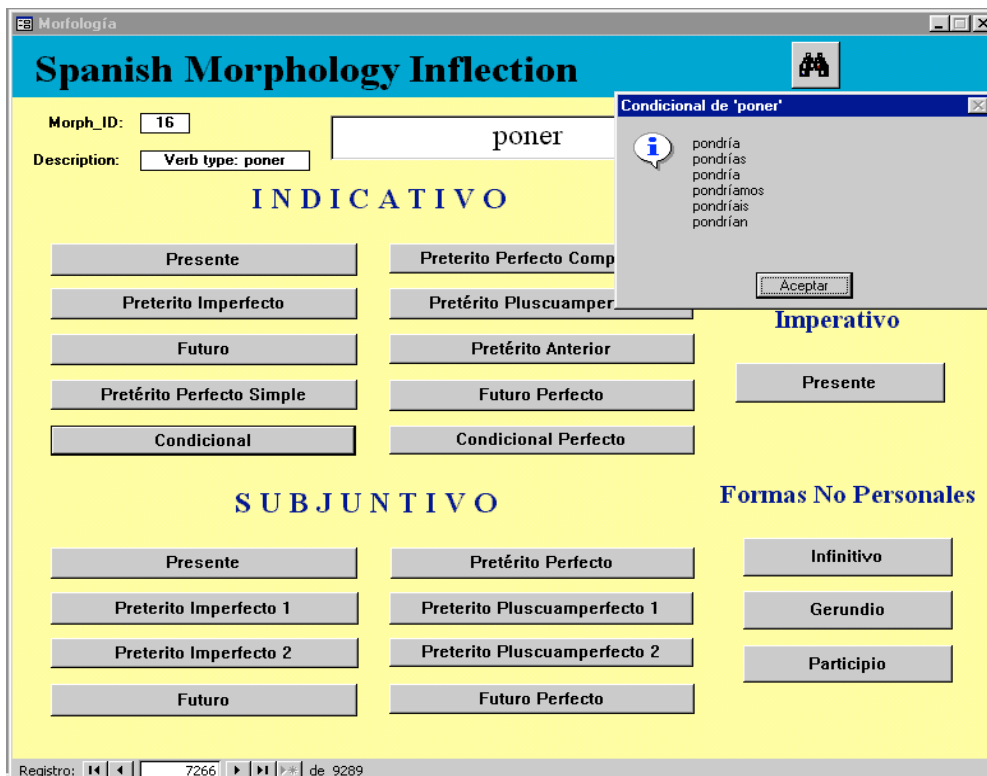 Morfología
Spanish Morphology Inflection
Morph_ID: 16
Description: Verb type: poner
poner
Condicional de 'poner'
pondría
pondrías
pondría
pondríamos
pondríais
pondrían
Aceptar
I N D I C A T I V O
Presente
Preterito Perfecto Comp
Preterito Imperfecto
Pretérito Pluscuamper
Futuro
Pretérito Anterior
Pretérito Perfecto Simple
Futuro Perfecto
Condicional
Condicional Perfecto
Imperativo
Presente
S U B J U N T I V O
Presente
Pretérito Perfecto
Preterito Imperfecto 1
Preterito Pluscuamperfecto 1
Preterito Imperfecto 2
Preterito Pluscuamperfecto 2
Futuro
Futuro Perfecto
Formas No Personales
Infinitivo
Gerundio
Participio
Registro: 7266 de 9289